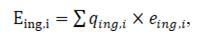 E_ing,i = ∑ q_ing,i × e_ing,i,